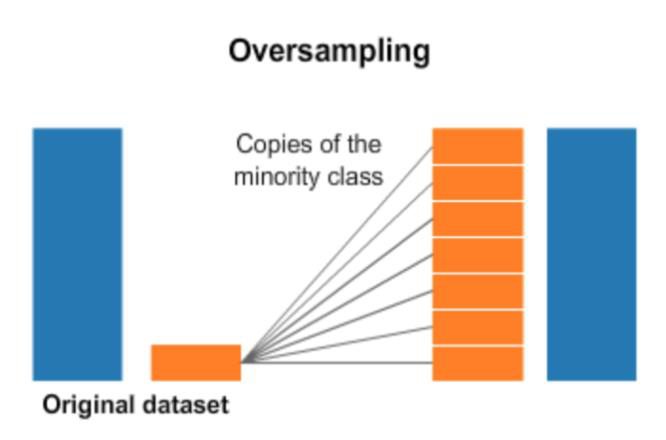 Oversampling
Copies of the
minority class
Original dataset